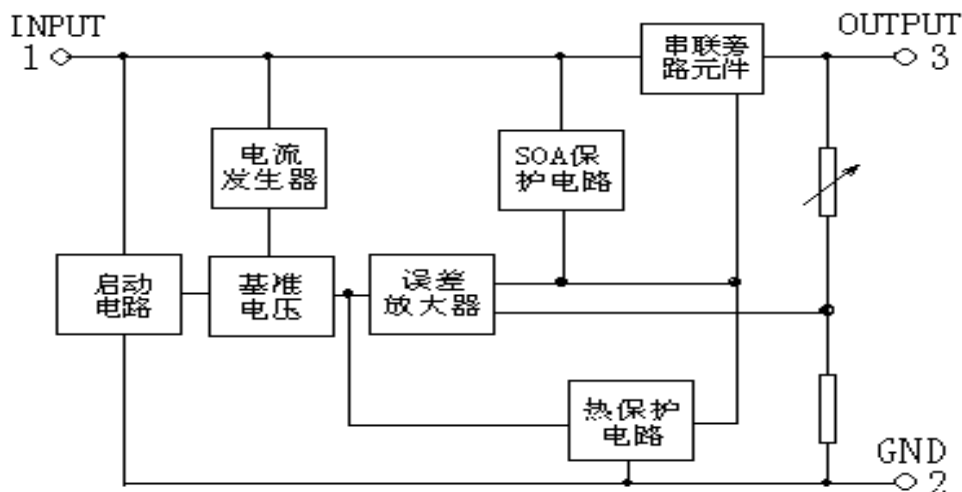 INPUT
1
OUTPUT
3
串联旁
路元件
电流
发生器
SOA保
护电路
启动
电路
基准
电压
误差
放大器
热保护
电路
GND
2